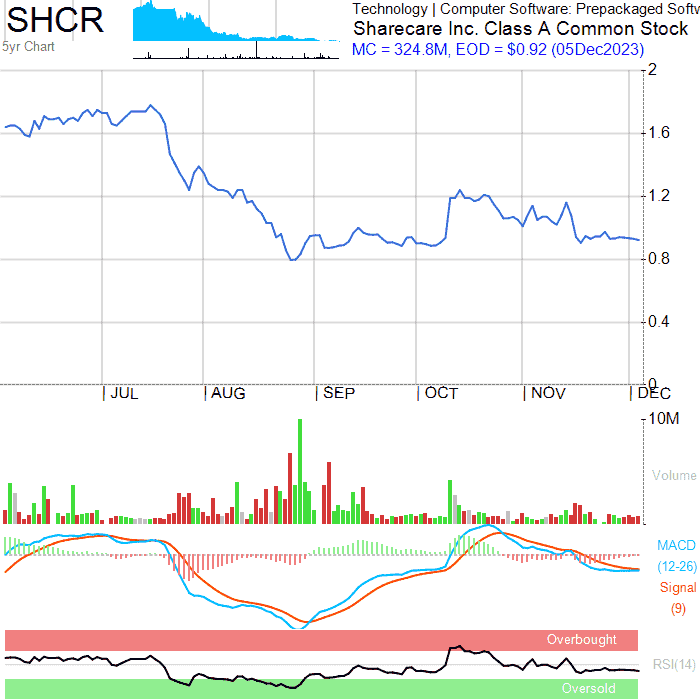 SHCR
5yr Chart
Technology | Computer Software: Prepackaged Softw
Sharecare Inc. Class A Common Stock
MC = 324.8M, EOD = $0.92 (05Dec2023)
2
1.6
1.2
0.8
0.4
0
| JUL | AUG | SEP | OCT | NOV | DEC
10M
Volume
MACD
(12-26)
Signal
(9)
Overbought
RSI(14)
Oversold